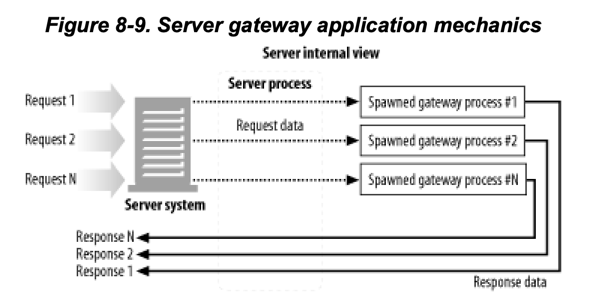 Figure 8-9. Server gateway application mechanics
Server internal view
Server process
Request 1
Spawned gateway process #1
Request data
Request 2
Spawned gateway process #2
Request N
Spawned gateway process #N
Server system
Response N
Response 2
Response 1
Response data